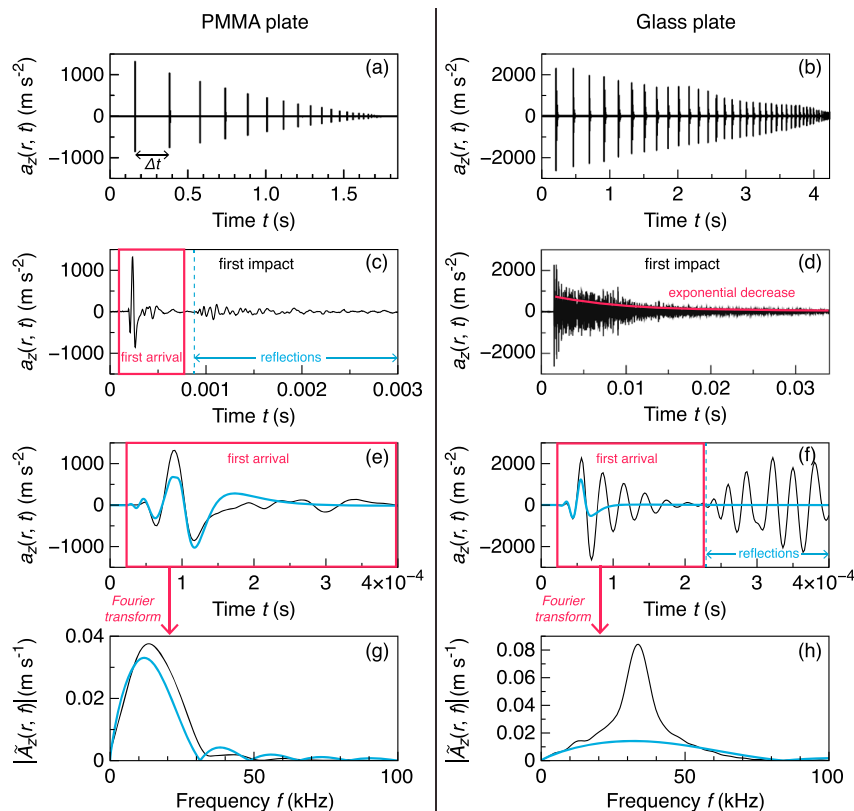 PMMA plate
Glass plate
a_z(r, t) (m s⁻²)
1000
0
−1000
(a)
Δt
0
0.5
1.0
1.5
Time t (s)
a_z(r, t) (m s⁻²)
2000
0
−2000
(b)
0
1
2
3
4
Time t (s)
a_z(r, t) (m s⁻²)
1000
0
−1000
(c)
first impact
first arrival
reflections
0
0.001
0.002
0.003
Time t (s)
a_z(r, t) (m s⁻²)
2000
0
−2000
(d)
first impact
exponential decrease
0
0.01
0.02
0.03
Time t (s)
a_z(r, t) (m s⁻²)
1000
0
−1000
(e)
first arrival
0
1
2
3
4×10⁻⁴
Time t (s)
a_z(r, t) (m s⁻²)
2000
0
−2000
(f)
first arrival
reflections
0
1
2
3
4×10⁻⁴
Time t (s)
Fourier
transform
Fourier
transform
|Ã_z(r, t)| (m s⁻¹)
0.04
0.02
0
(g)
0
50
100
Frequency f (kHz)
|Ã_z(r, t)| (m s⁻¹)
0.08
0.06
0.04
0.02
0
(h)
0
50
100
Frequency f (kHz)